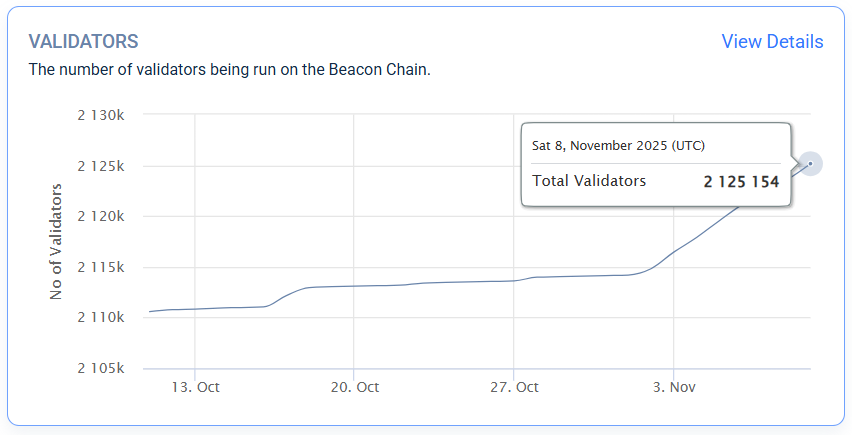 VALIDATORS
View Details
The number of validators being run on the Beacon Chain.
No of Validators
2 130k
2 125k
2 120k
2 115k
2 110k
2 105k
Sat 8, November 2025 (UTC)
Total Validators 2 125 154
13. Oct
20. Oct
27. Oct
3. Nov